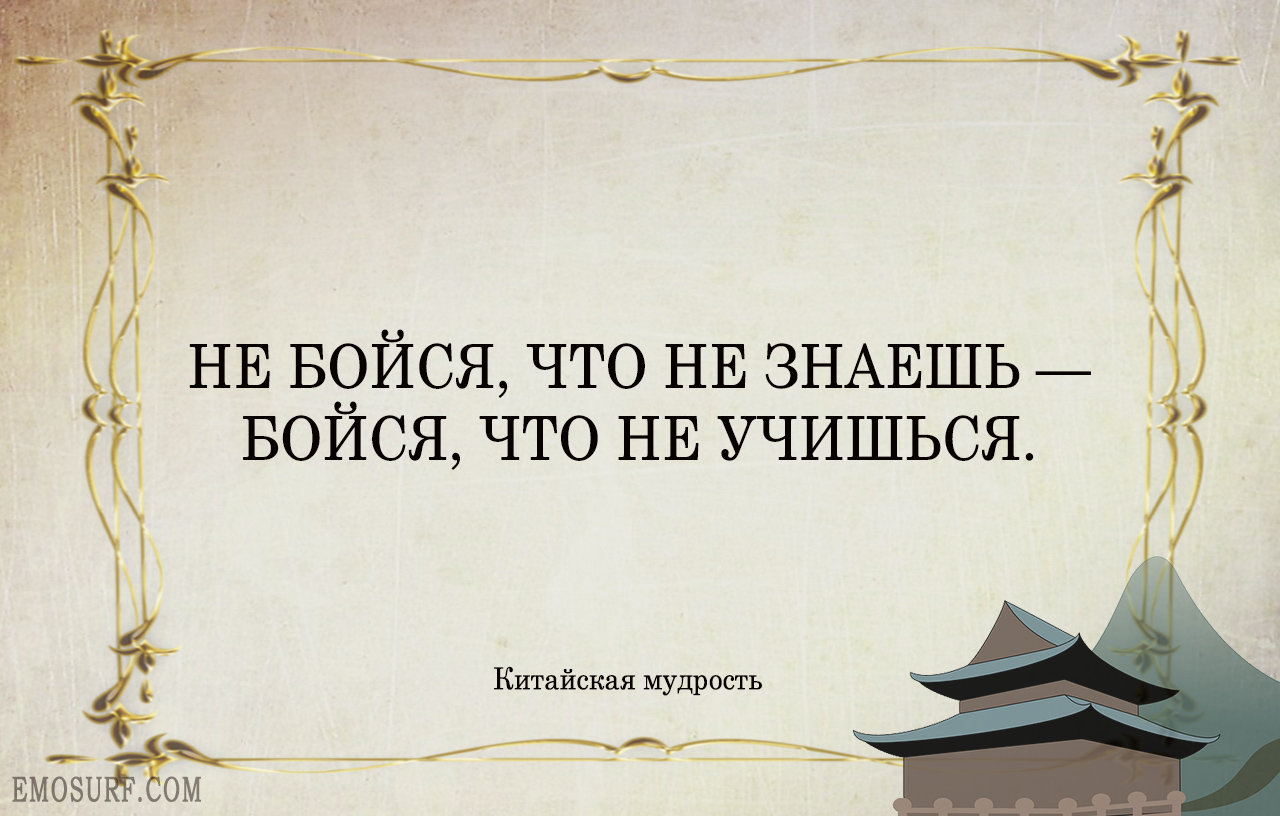 НЕ БОЙСЯ, ЧТО НЕ ЗНАЕШЬ —
БОЙСЯ, ЧТО НЕ УЧИШЬСЯ.
Китайская мудрость
EMOSURF.COM